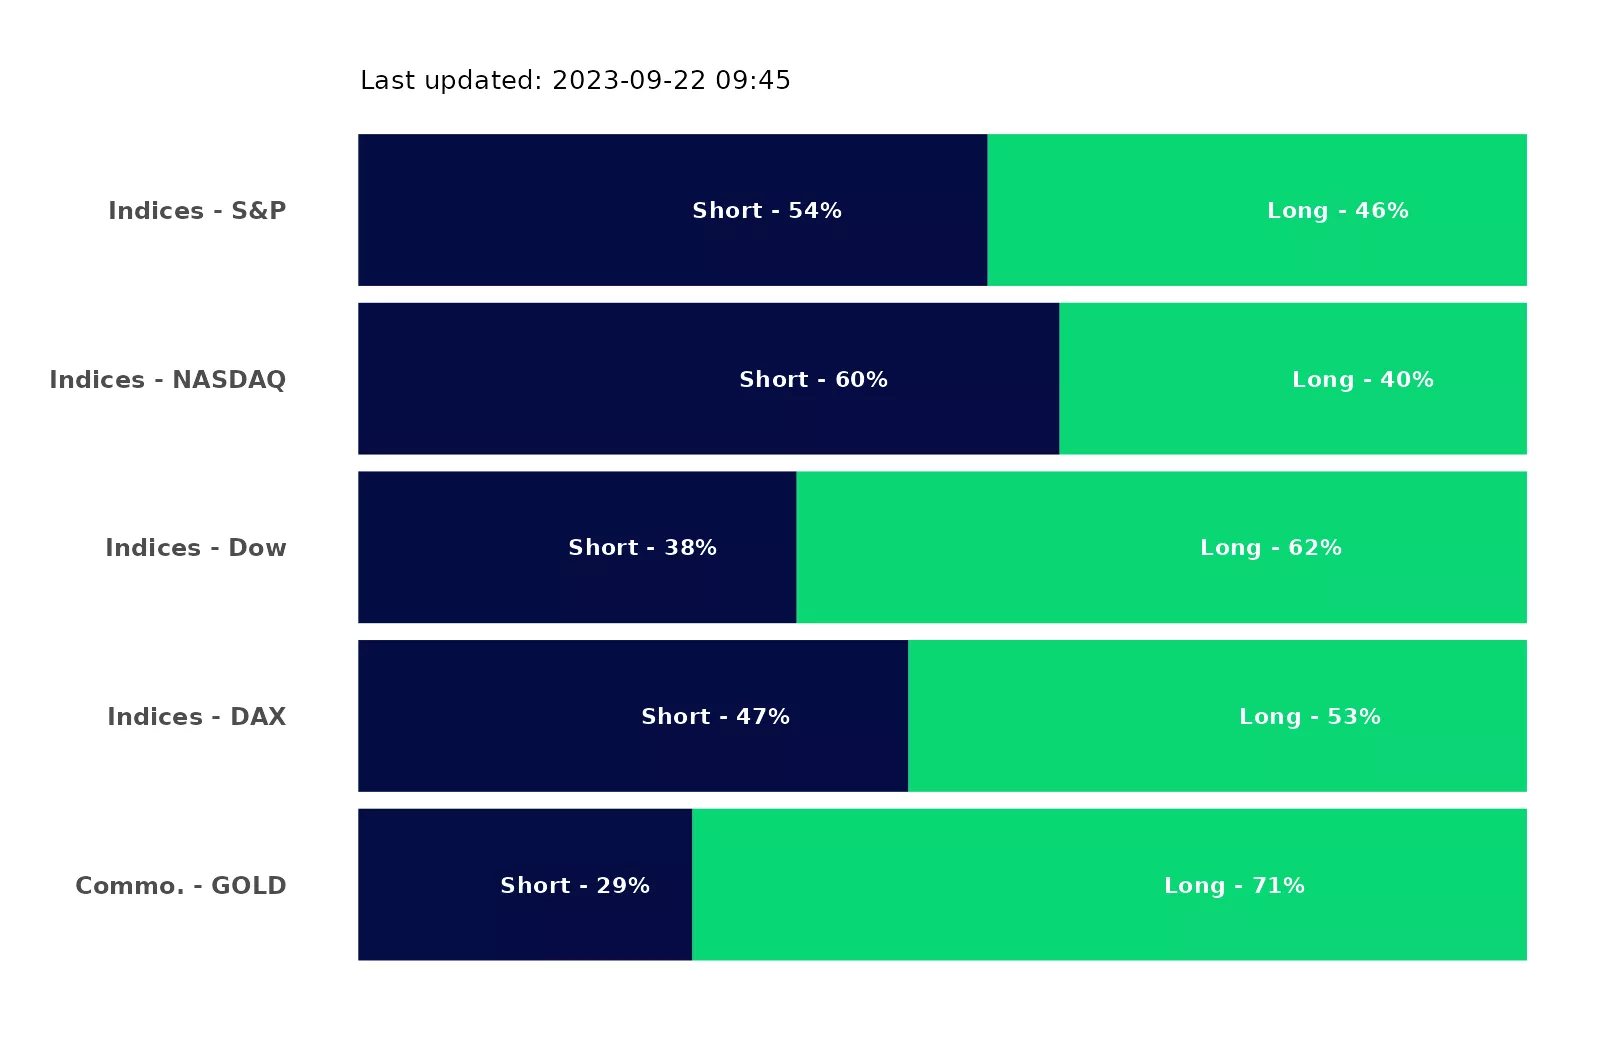 Last updated: 2023-09-22 09:45
Indices - S&P Short - 54% Long - 46%
Indices - NASDAQ Short - 60% Long - 40%
Indices - Dow Short - 38% Long - 62%
Indices - DAX Short - 47% Long - 53%
Commo. - GOLD Short - 29% Long - 71%